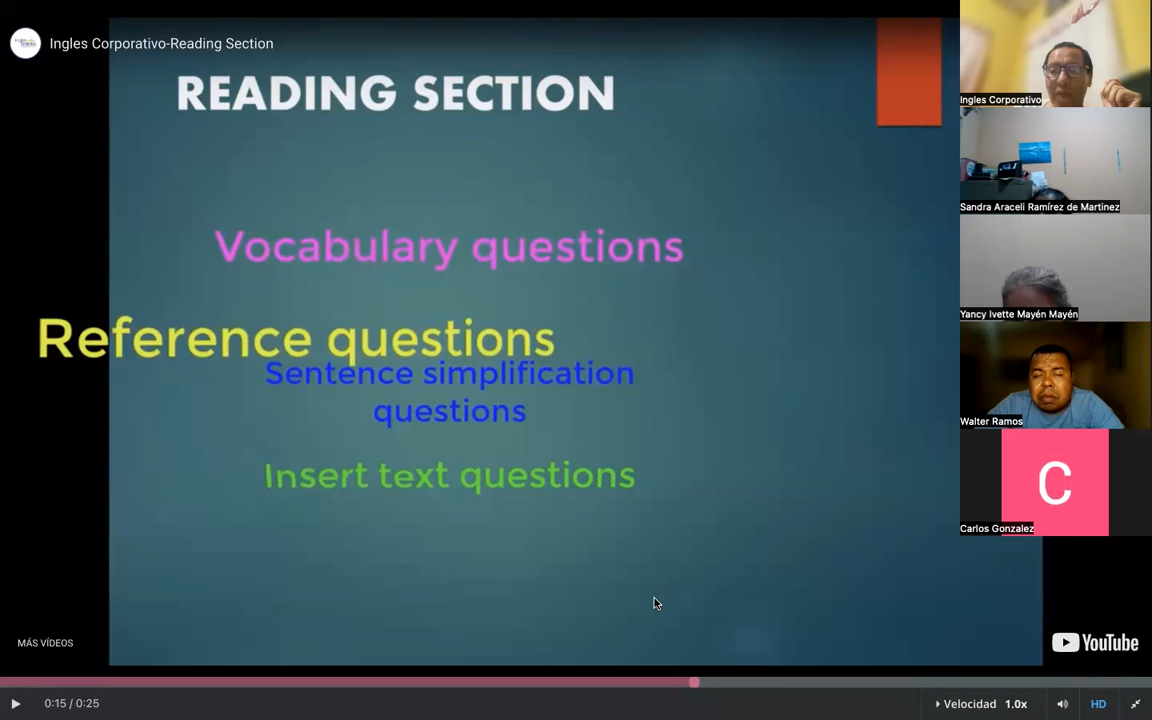 Ingles Corporativo-Reading Section
READING SECTION
Vocabulary questions
Reference questions
Sentence simplification
questions
Insert text questions
MÁS VÍDEOS
YouTube
0:15 / 0:25
Velocidad 1.0x
HD
Ingles Corporativo
Sandra Araceli Ramírez de Martinez
Yancy Ivette Mayén Mayén
Walter Ramos
C
Carlos Gonzalez